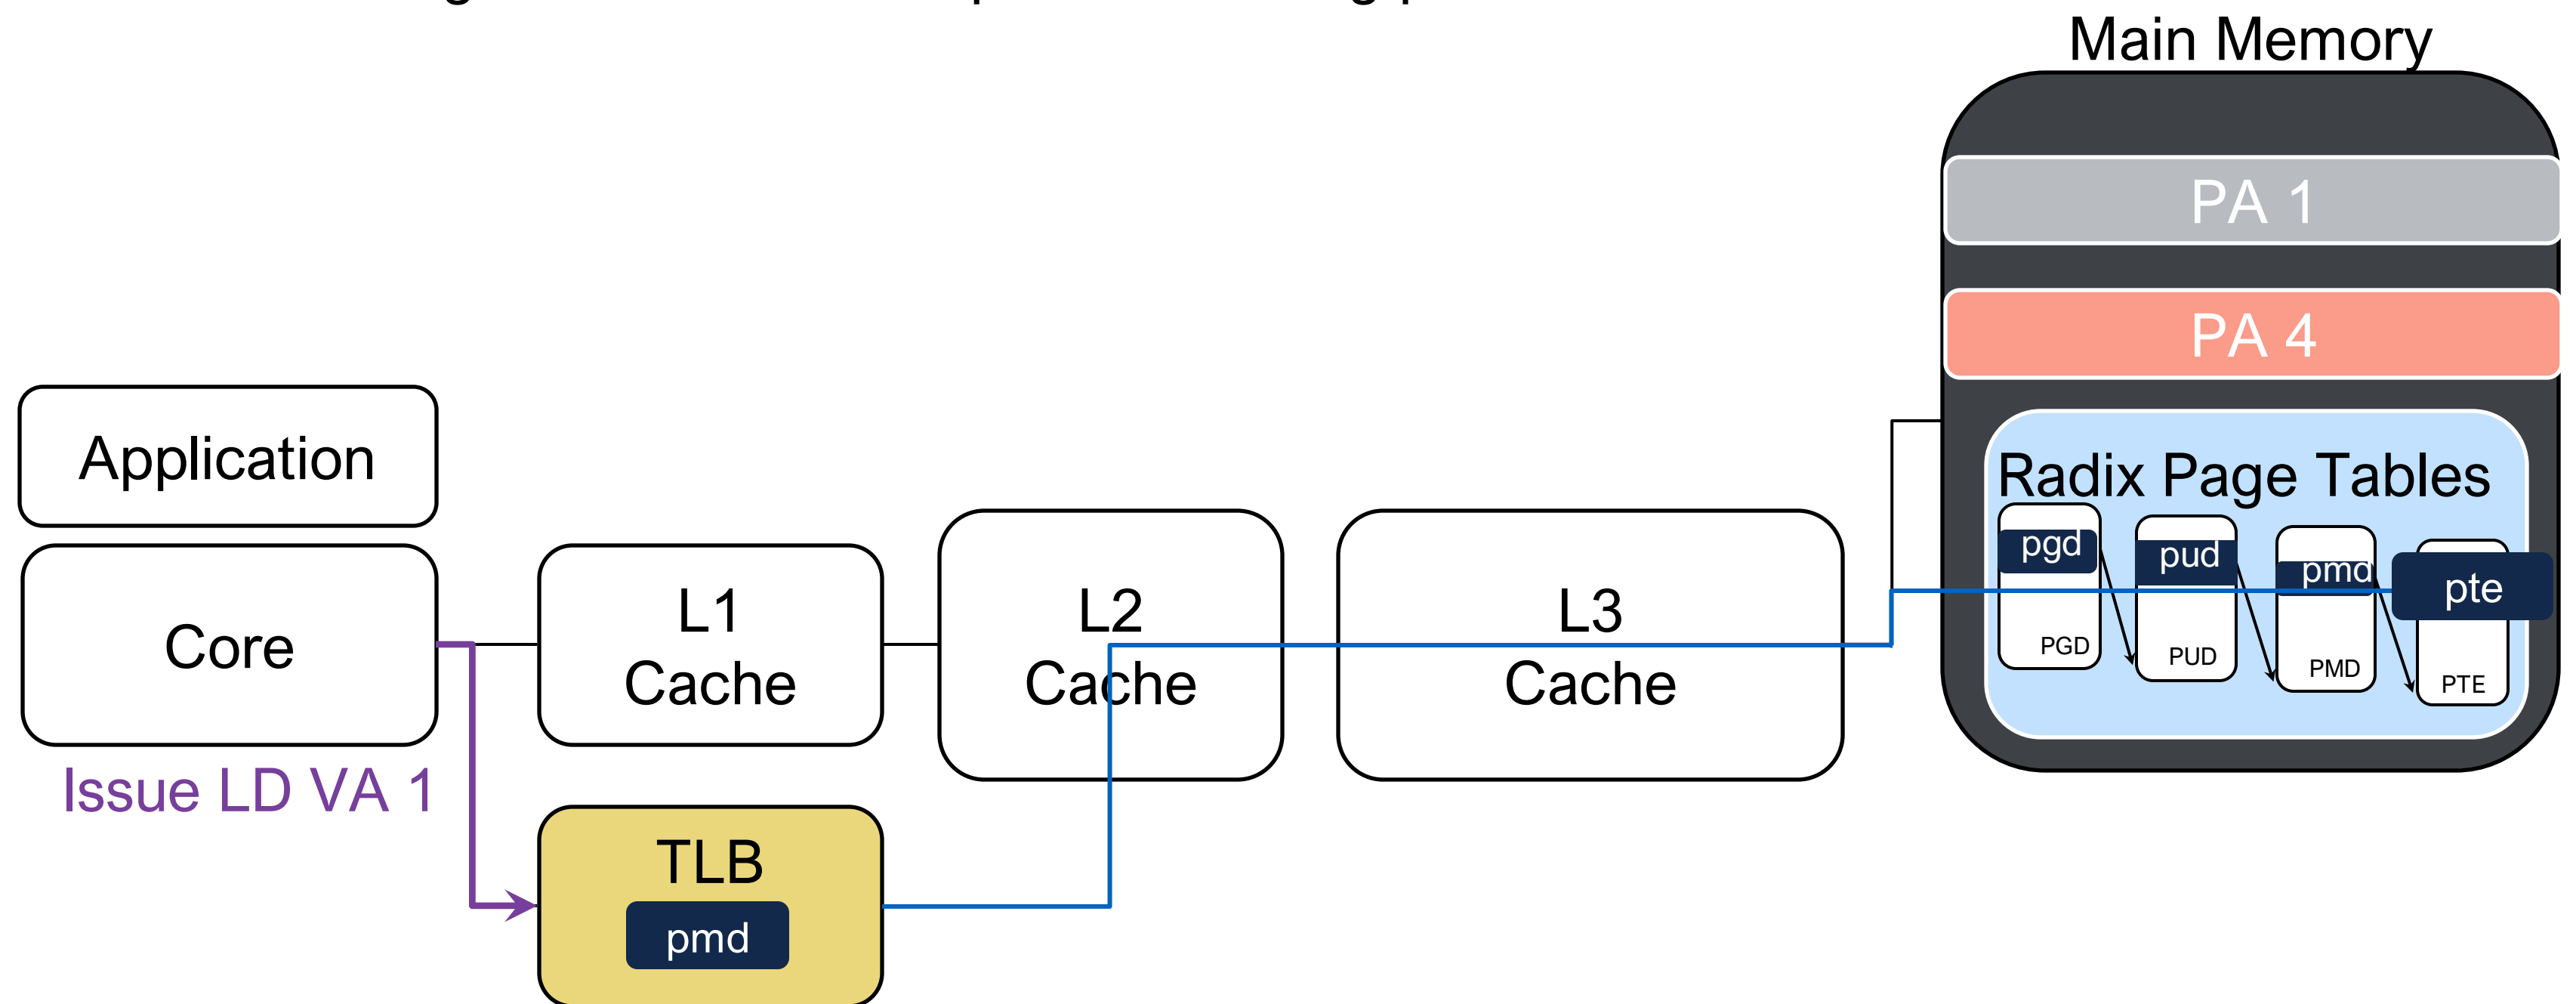 Main Memory
PA 1
PA 4
Application
Radix Page Tables
pgd
pud
pmd
pte
PGD
PUD
PMD
PTE
Core
L1
Cache
L2
Cache
L3
Cache
Issue LD VA 1
TLB
pmd